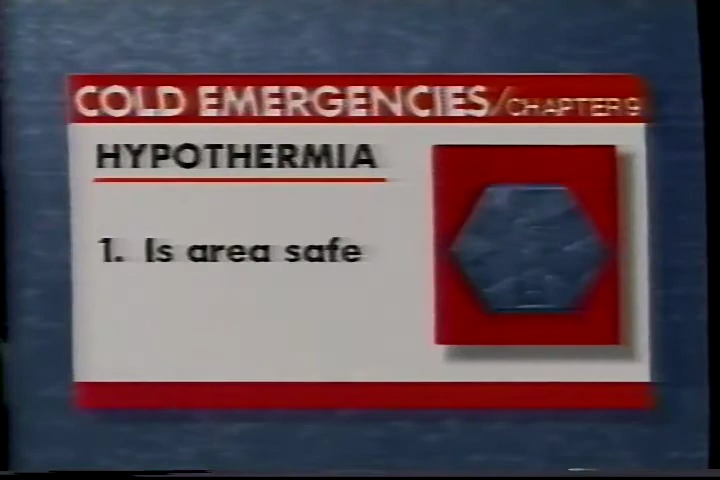 COLD EMERGENCIES/CHAPTER 9
HYPOTHERMIA
1. Is area safe